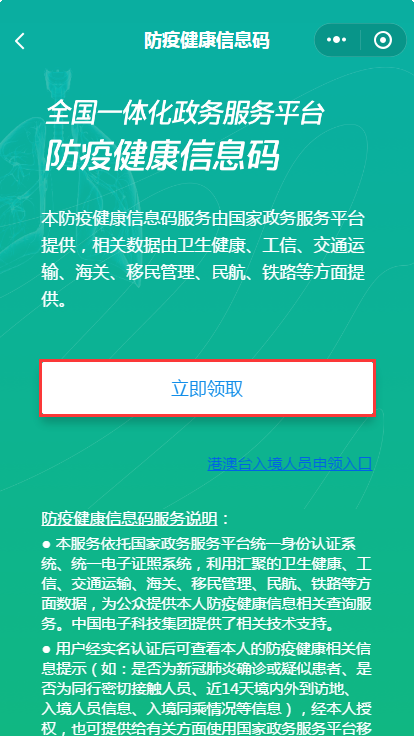 防疫健康信息码
全国一体化政务服务平台
防疫健康信息码
本防疫健康信息码服务由国家政务服务平台
提供，相关数据由卫生健康、工信、交通运
输、海关、移民管理、民航、铁路等方面提
供。
立即领取
港澳台入境人员申领入口
防疫健康信息码服务说明：
● 本服务依托国家政务服务平台统一身份认证系
统、统一电子证照系统，利用汇聚的卫生健康、工
信、交通运输、海关、移民管理、民航、铁路等方
面数据，为公众提供本人防疫健康信息相关查询服
务。中国电子科技集团提供了相关技术支持。
● 用户经实名认证后可查看本人的防疫健康相关信
息提示（如：是否为新冠肺炎确诊或疑似患者、是
否为同行密切接触人员、近14天境内外到访地、
入境人员信息、入境同乘情况等信息），经本人授
权，也可提供给有关方面使用国家政务服务平台移